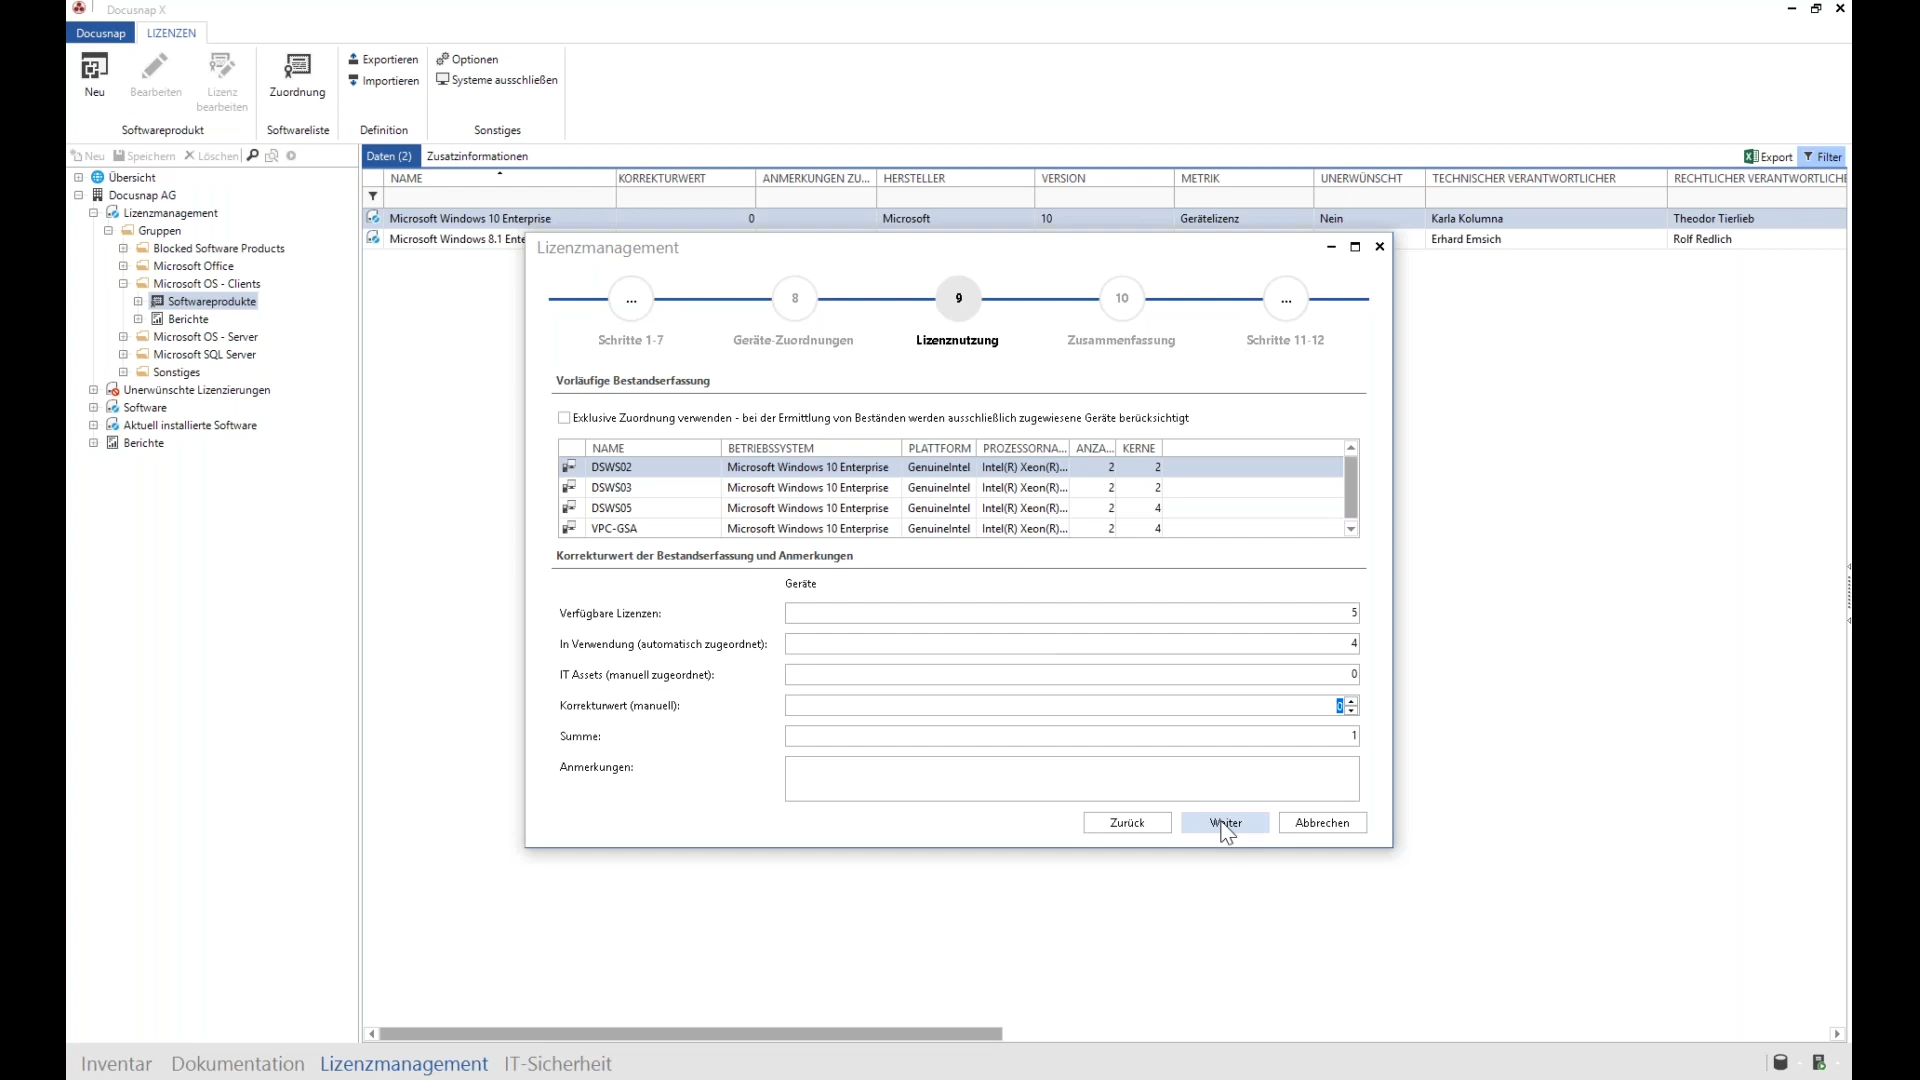 Docusnap X
Docusnap LIZENZEN
Neu Bearbeiten Lizenz bearbeiten Zuordnung Exportieren Importieren Optionen Systeme ausschließen
Softwareprodukt Softwareliste Definition Sonstiges
Neu Speichern Löschen
Daten (2) Zusatzinformationen Export Filter
NAME KORREKTURWERT ANMERKUNGEN ZU... HERSTELLER VERSION METRIK UNERWÜNSCHT TECHNISCHER VERANTWORTLICHER RECHTLICHER VERANTWORTLICHE
Microsoft Windows 10 Enterprise 0 Microsoft 10 Gerätelizenz Nein Karla Kolumna Theodor Tierlieb
Microsoft Windows 8.1 Ente Erhard Emsich Rolf Redlich
Übersicht
Docusnap AG
Lizenzmanagement
Gruppen
Blocked Software Products
Microsoft Office
Microsoft OS - Clients
Softwareprodukte
Berichte
Microsoft OS - Server
Microsoft SQL Server
Sonstiges
Unerwünschte Lizenzierungen
Software
Aktuell installierte Software
Berichte
Lizenzmanagement
... 8 9 10 ...
Schritte 1-7 Geräte-Zuordnungen Lizenznutzung Zusammenfassung Schritte 11-12
Vorläufige Bestandserfassung
Exklusive Zuordnung verwenden - bei der Ermittlung von Beständen werden ausschließlich zugewiesene Geräte berücksichtigt
NAME BETRIEBSSYSTEM PLATTFORM PROZESSORNA... ANZA... KERNE
DSWS02 Microsoft Windows 10 Enterprise GenuineIntel Intel(R) Xeon(R)... 2 2
DSWS03 Microsoft Windows 10 Enterprise GenuineIntel Intel(R) Xeon(R)... 2 2
DSWS05 Microsoft Windows 10 Enterprise GenuineIntel Intel(R) Xeon(R)... 2 4
VPC-GSA Microsoft Windows 10 Enterprise GenuineIntel Intel(R) Xeon(R)... 2 4
Korrekturwert der Bestandserfassung und Anmerkungen
Geräte
Verfügbare Lizenzen: 5
In Verwendung (automatisch zugeordnet): 4
IT Assets (manuell zugeordnet): 0
Korrekturwert (manuell): 0
Summe: 1
Anmerkungen:
Zurück Weiter Abbrechen
Inventar Dokumentation Lizenzmanagement IT-Sicherheit